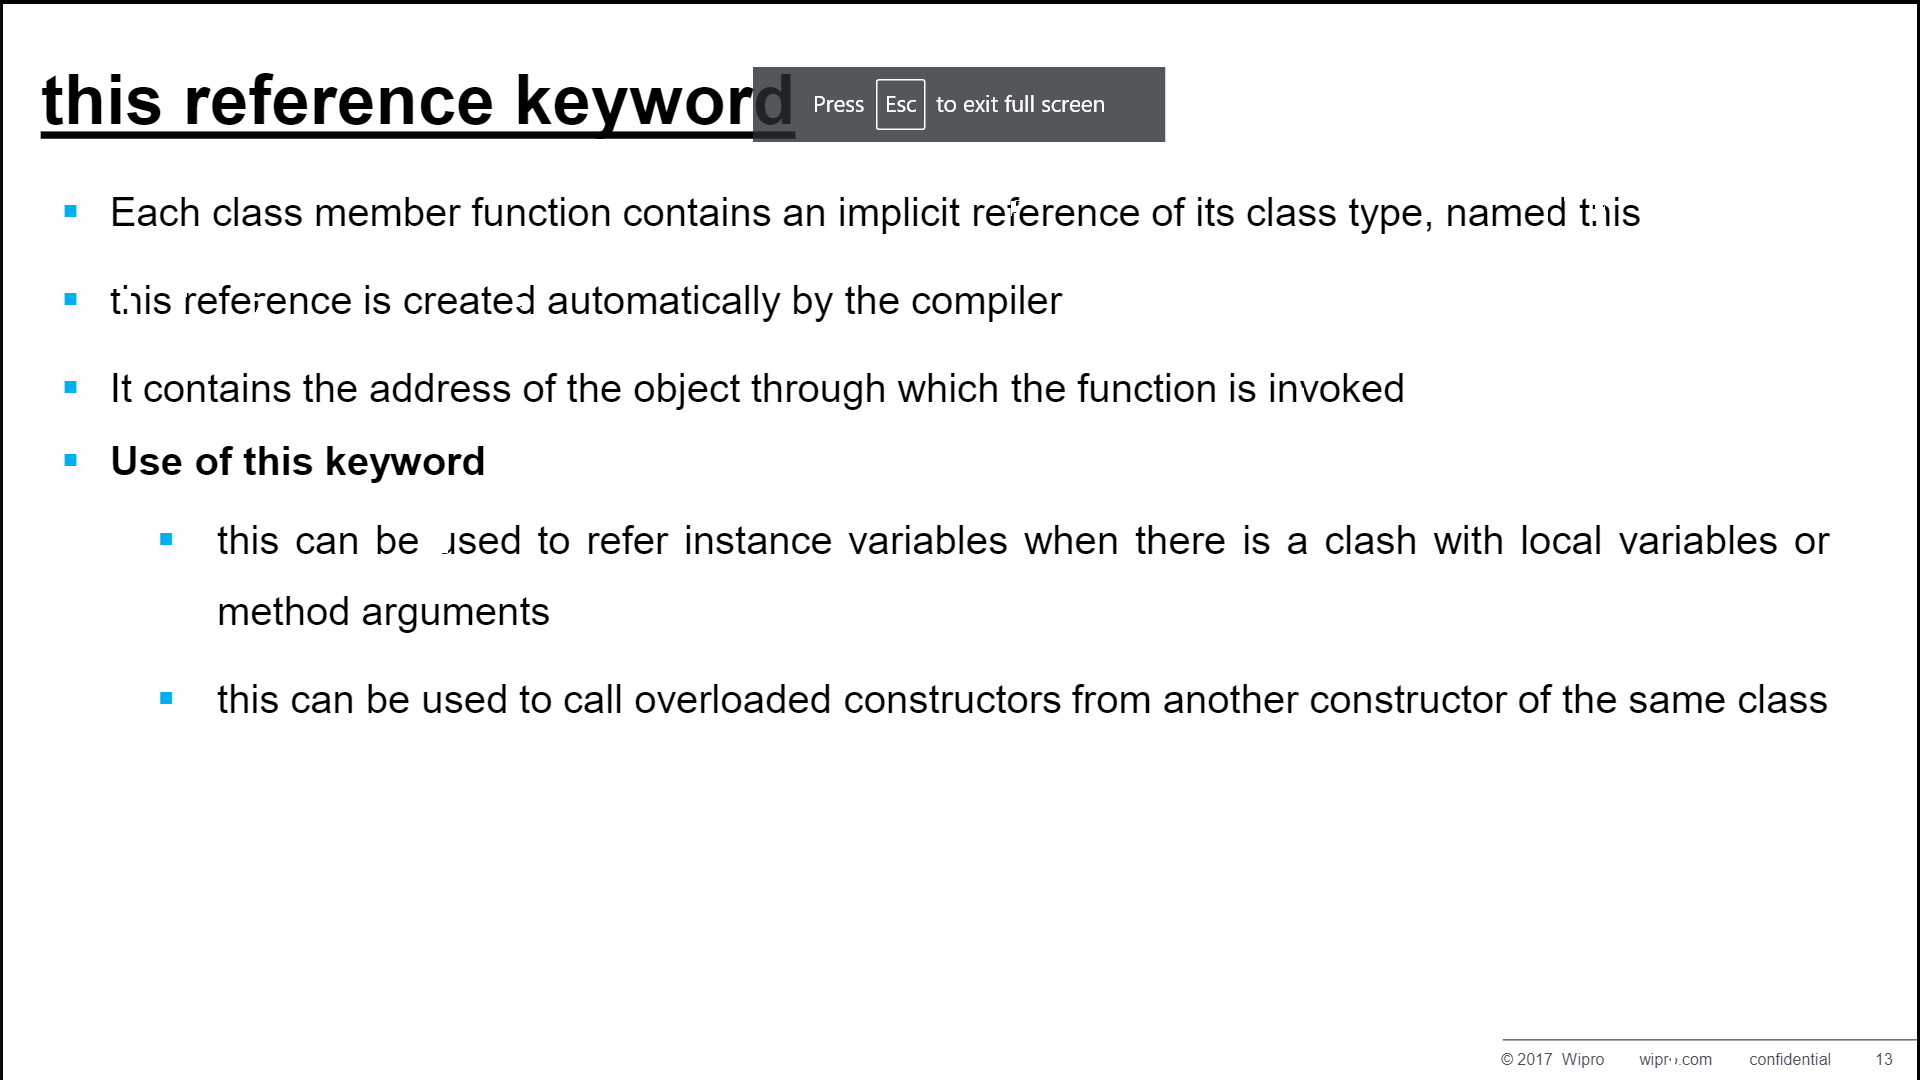 this reference keyword
Press Esc to exit full screen
Each class member function contains an implicit reference of its class type, named this
this reference is created automatically by the compiler
It contains the address of the object through which the function is invoked
Use of this keyword
this can be used to refer instance variables when there is a clash with local variables or
method arguments
this can be used to call overloaded constructors from another constructor of the same class
© 2017 Wipro wipro.com confidential 13